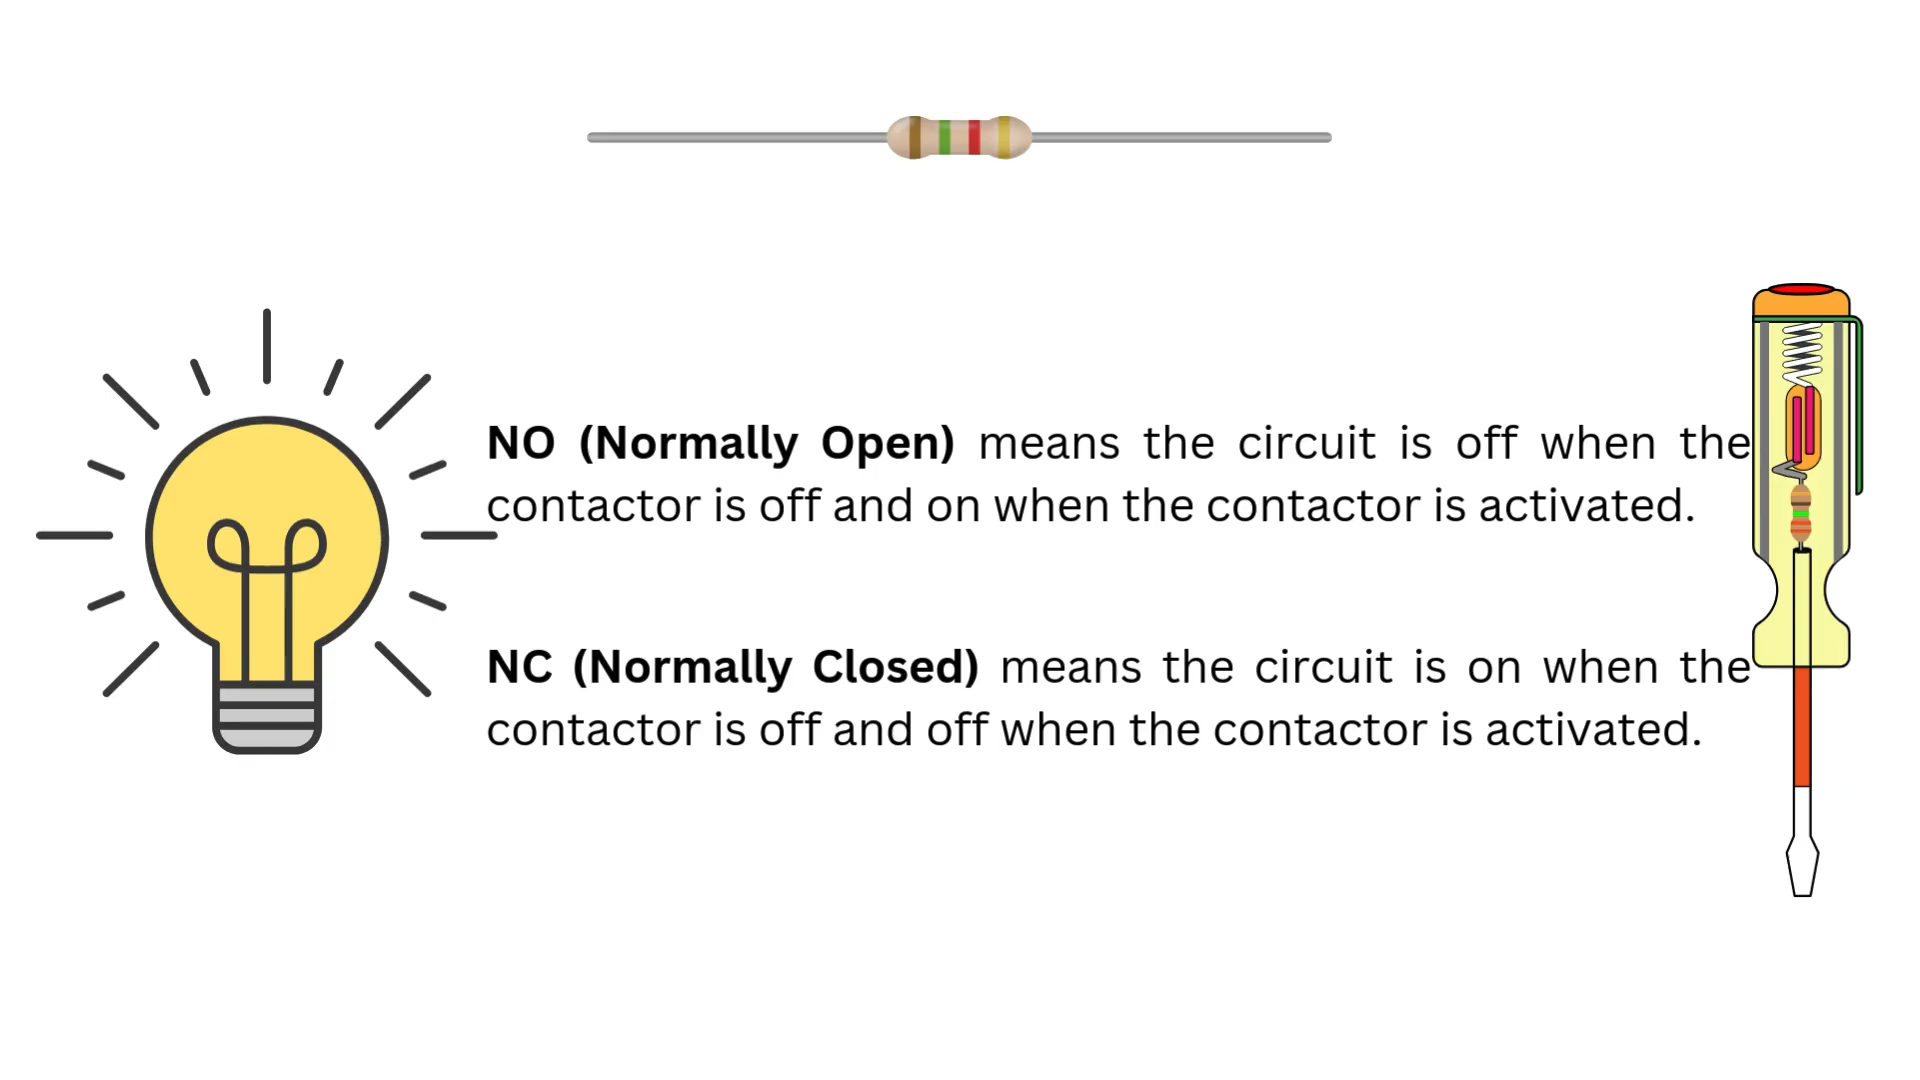 NO (Normally Open) means the circuit is off when the
contactor is off and on when the contactor is activated.
NC (Normally Closed) means the circuit is on when the
contactor is off and off when the contactor is activated.